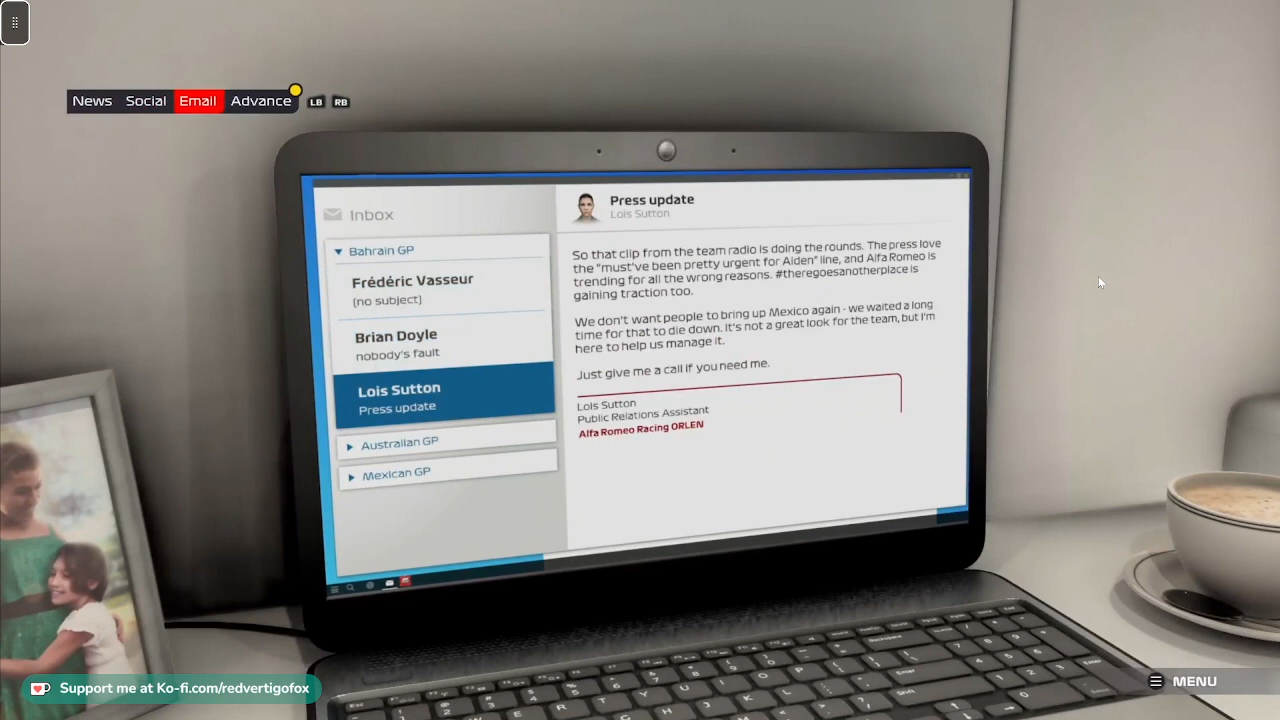 News Social Email Advance LB RB
Inbox
Bahrain GP
Frédéric Vasseur
(no subject)
Brian Doyle
nobody's fault
Lois Sutton
Press update
Australian GP
Mexican GP
Press update
Lois Sutton
So that clip from the team radio is doing the rounds. The press love
the "must've been pretty urgent for Aiden" line, and Alfa Romeo is
trending for all the wrong reasons. #theregoesanotherplace is
gaining traction too.
We don't want people to bring up Mexico again - we waited a long
time for that to die down. It's not a great look for the team, but I'm
here to help us manage it.
Just give me a call if you need me.
Lois Sutton
Public Relations Assistant
Alfa Romeo Racing ORLEN
Support me at Ko-fi.com/redvertigofox
MENU